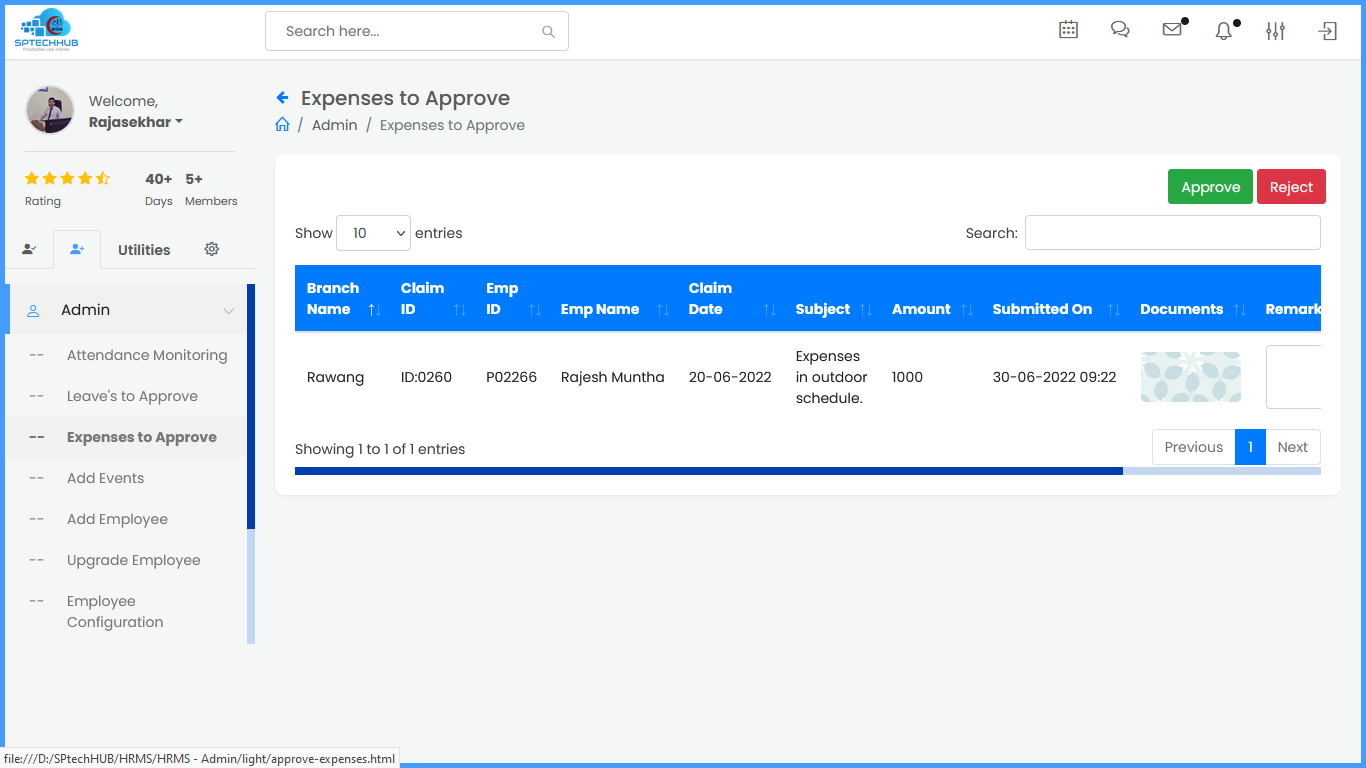 SPTECHHUB
Possibilities are infinite
Search here...
Welcome,
Rajasekhar
40+ 5+
Rating Days Members
Utilities
Admin
-- Attendance Monitoring
-- Leave's to Approve
-- Expenses to Approve
-- Add Events
-- Add Employee
-- Upgrade Employee
-- Employee
Configuration
Expenses to Approve
/ Admin / Expenses to Approve
Approve Reject
Show 10 entries Search:
Branch Claim Emp Claim
Name ID ID Emp Name Date Subject Amount Submitted On Documents Remark
Expenses
Rawang ID:0260 P02266 Rajesh Muntha 20-06-2022 in outdoor 1000 30-06-2022 09:22
schedule.
Showing 1 to 1 of 1 entries Previous 1 Next
file:///D:/SPtechHUB/HRMS/HRMS - Admin/light/approve-expenses.html